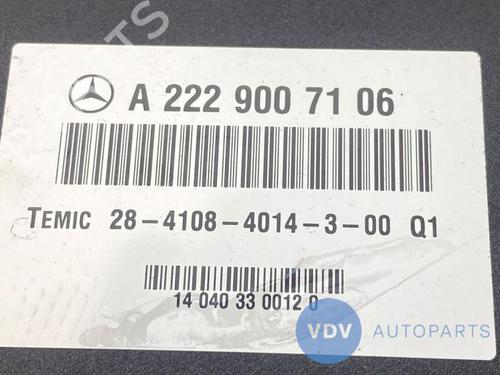 A 222 900 71 06
TEMIC 28-4108-4014-3-00 Q1
14 040 33 0012 0
VDV AUTOPARTS